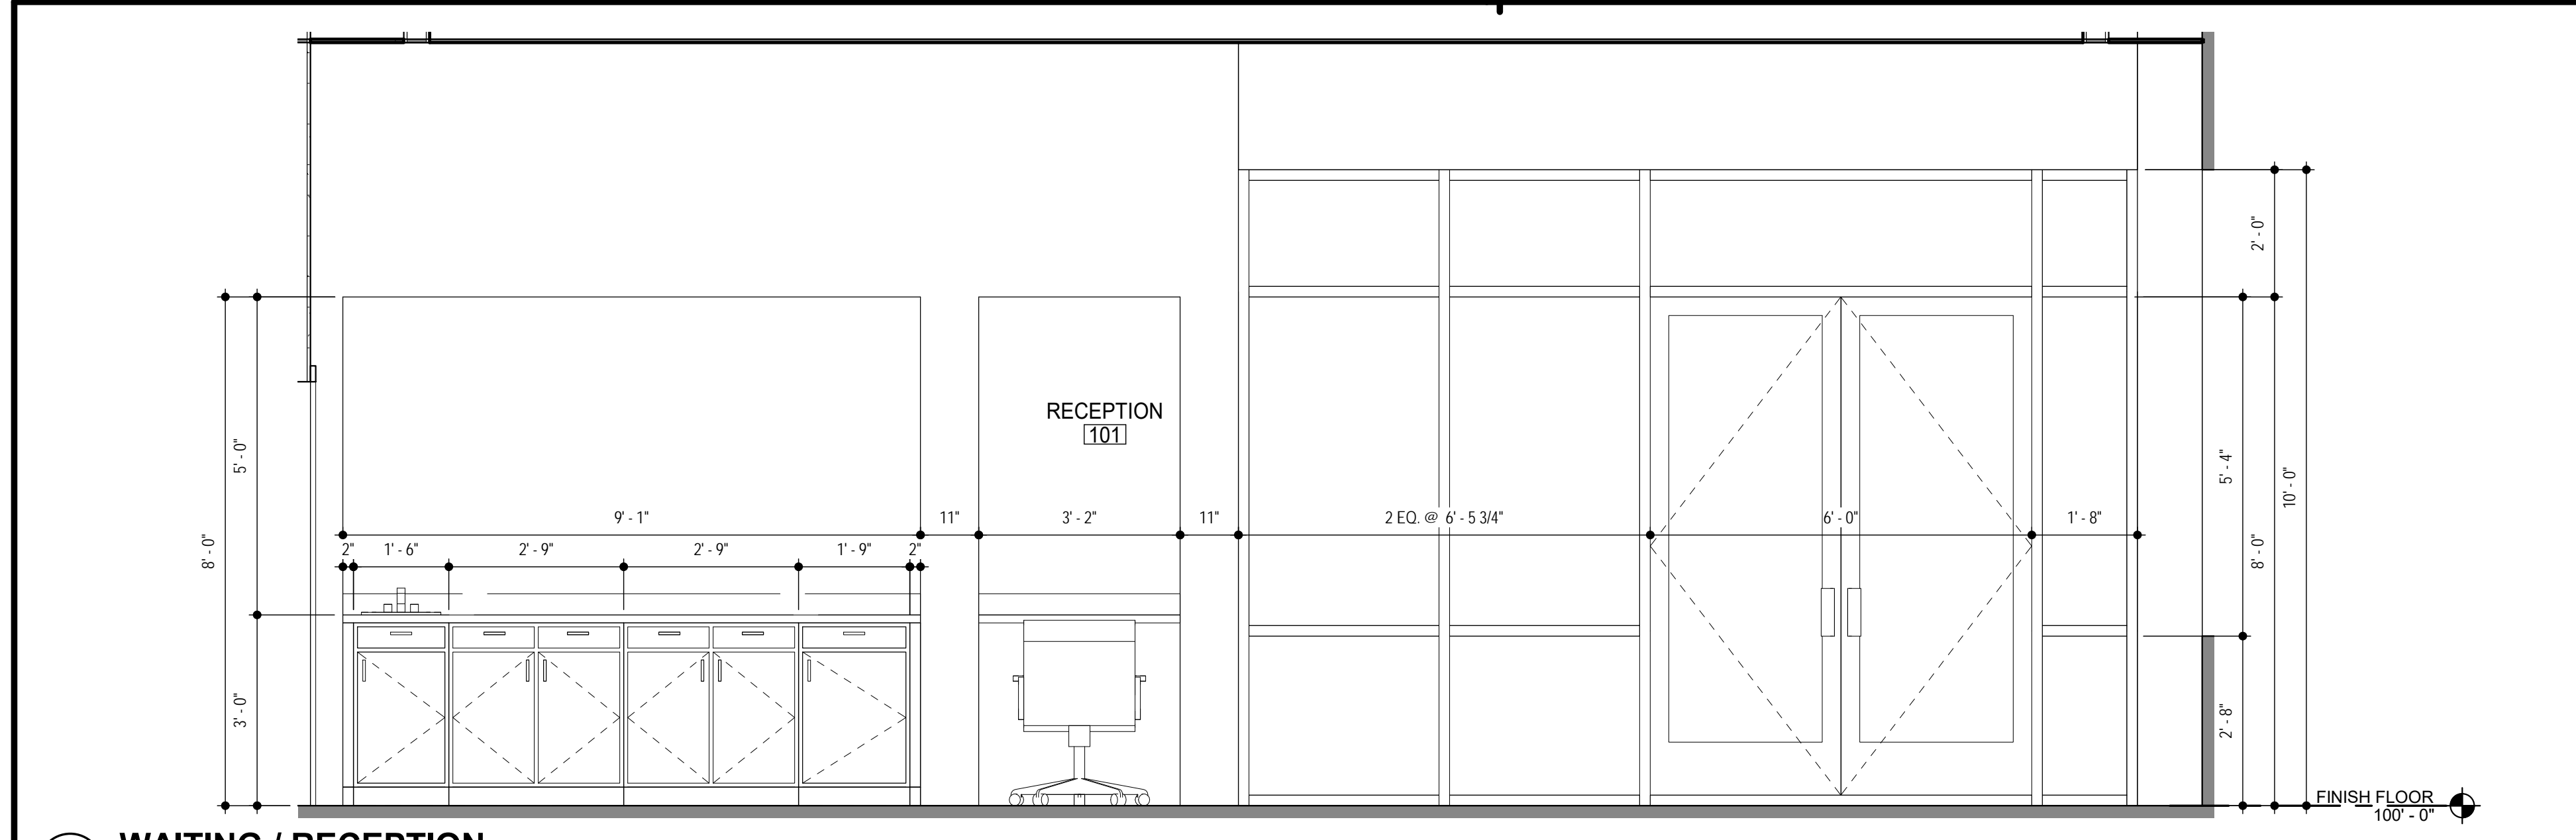 2' - 0"
5' - 0"
5' - 4"
RECEPTION
101
10' - 0"
9' - 1"
11"
3' - 2"
11"
2 EQ. @ 6' - 5 3/4"
6' - 0"
1' - 8"
8' - 0"
2"
1' - 6"
2' - 9"
2' - 9"
1' - 9"
2"
8' - 0"
3' - 0"
2' - 8"
FINISH FLOOR
100' - 0"
WAITING / RECEPTION